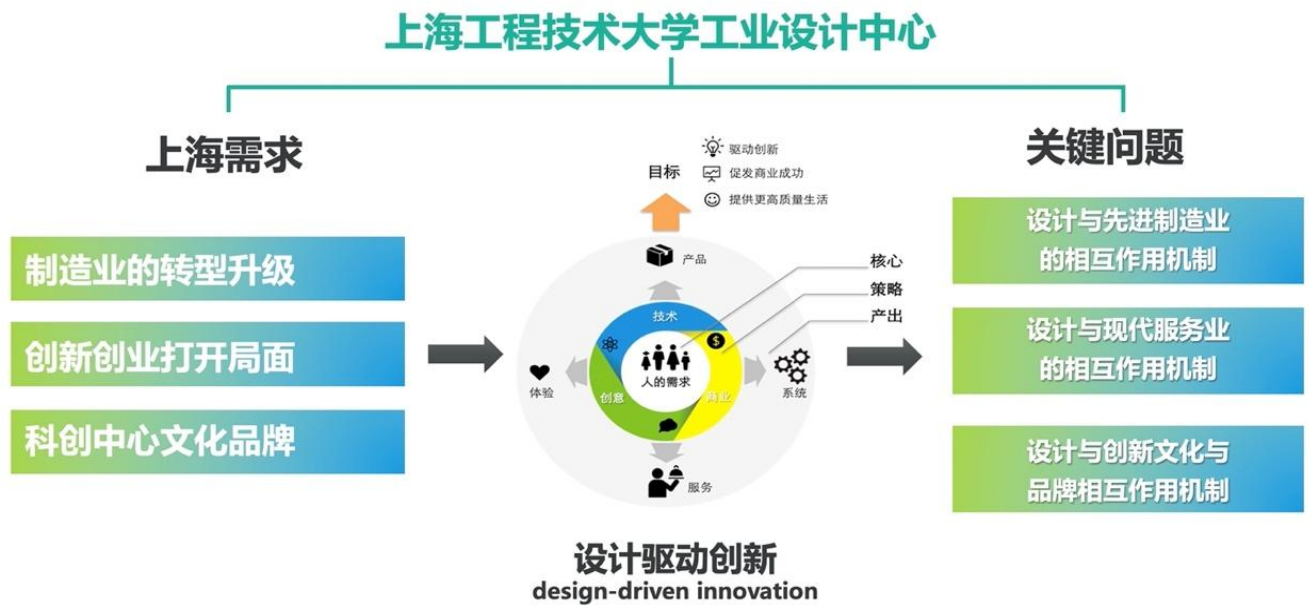 上海工程技术大学工业设计中心
上海需求
制造业的转型升级
创新创业打开局面
科创中心文化品牌
目标
驱动创新
促发商业成功
提供更高质量生活
产品
核心
策略
产出
技术
$
人的需求
创意
商业
体验
系统
服务
设计驱动创新
design-driven innovation
关键问题
设计与先进制造业
的相互作用机制
设计与现代服务业
的相互作用机制
设计与创新文化与
品牌相互作用机制